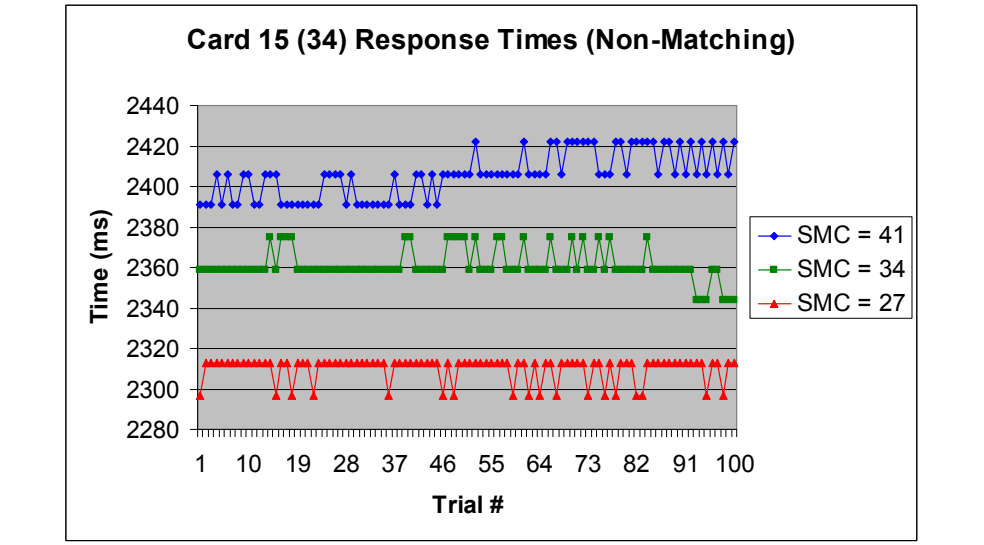 Card 15 (34) Response Times (Non-Matching)
2440
2420
2400
2380
2360
2340
2320
2300
2280
Time (ms)
1 10 19 28 37 46 55 64 73 82 91 100
Trial #
SMC = 41
SMC = 34
SMC = 27